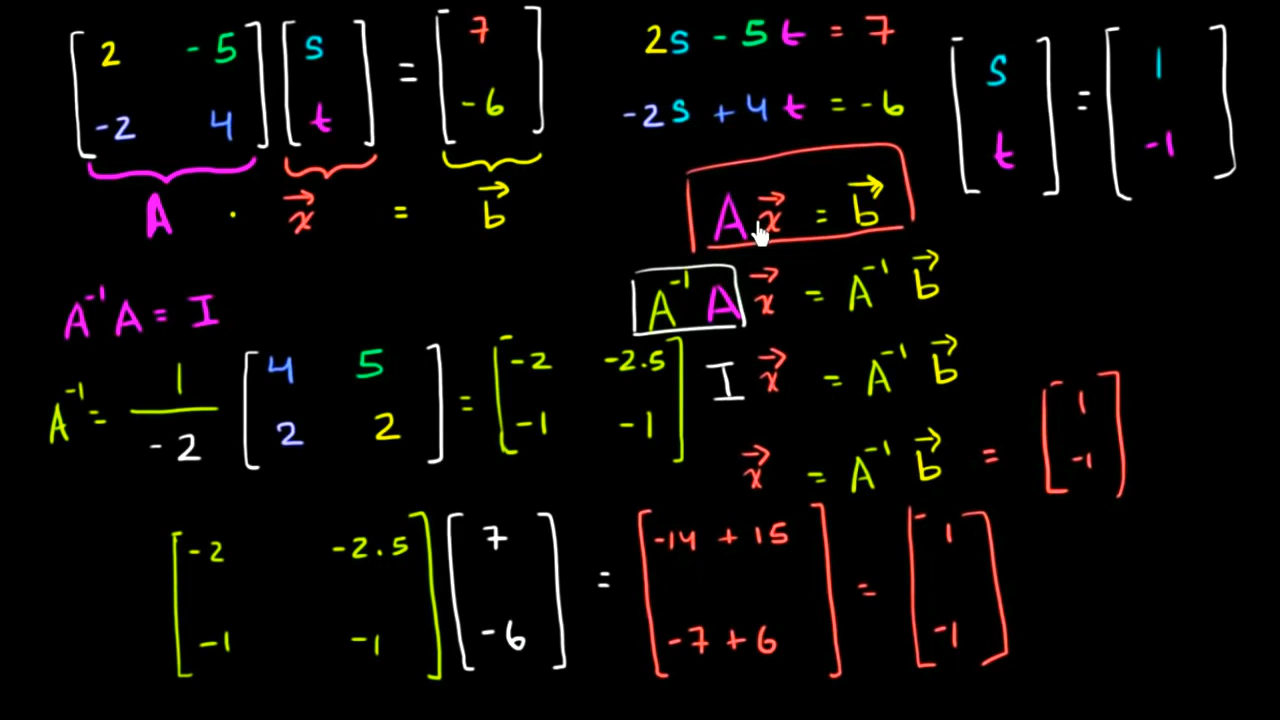 [2 -5; -2 4] [s; t] = [7; -6]
2s - 5t = 7
-2s + 4t = -6
[s; t] = [1; -1]
A · x⃗ = b⃗
A x⃗ = b⃗
A⁻¹A = I
A⁻¹ A x⃗ = A⁻¹ b⃗
A⁻¹ = 1/-2 [4 5; 2 2] = [-2 -2.5; -1 -1]
I x⃗ = A⁻¹ b⃗
x⃗ = A⁻¹ b⃗ = [1; -1]
[-2 -2.5; -1 -1] [7; -6] = [-14 + 15; -7 + 6] = [1; -1]